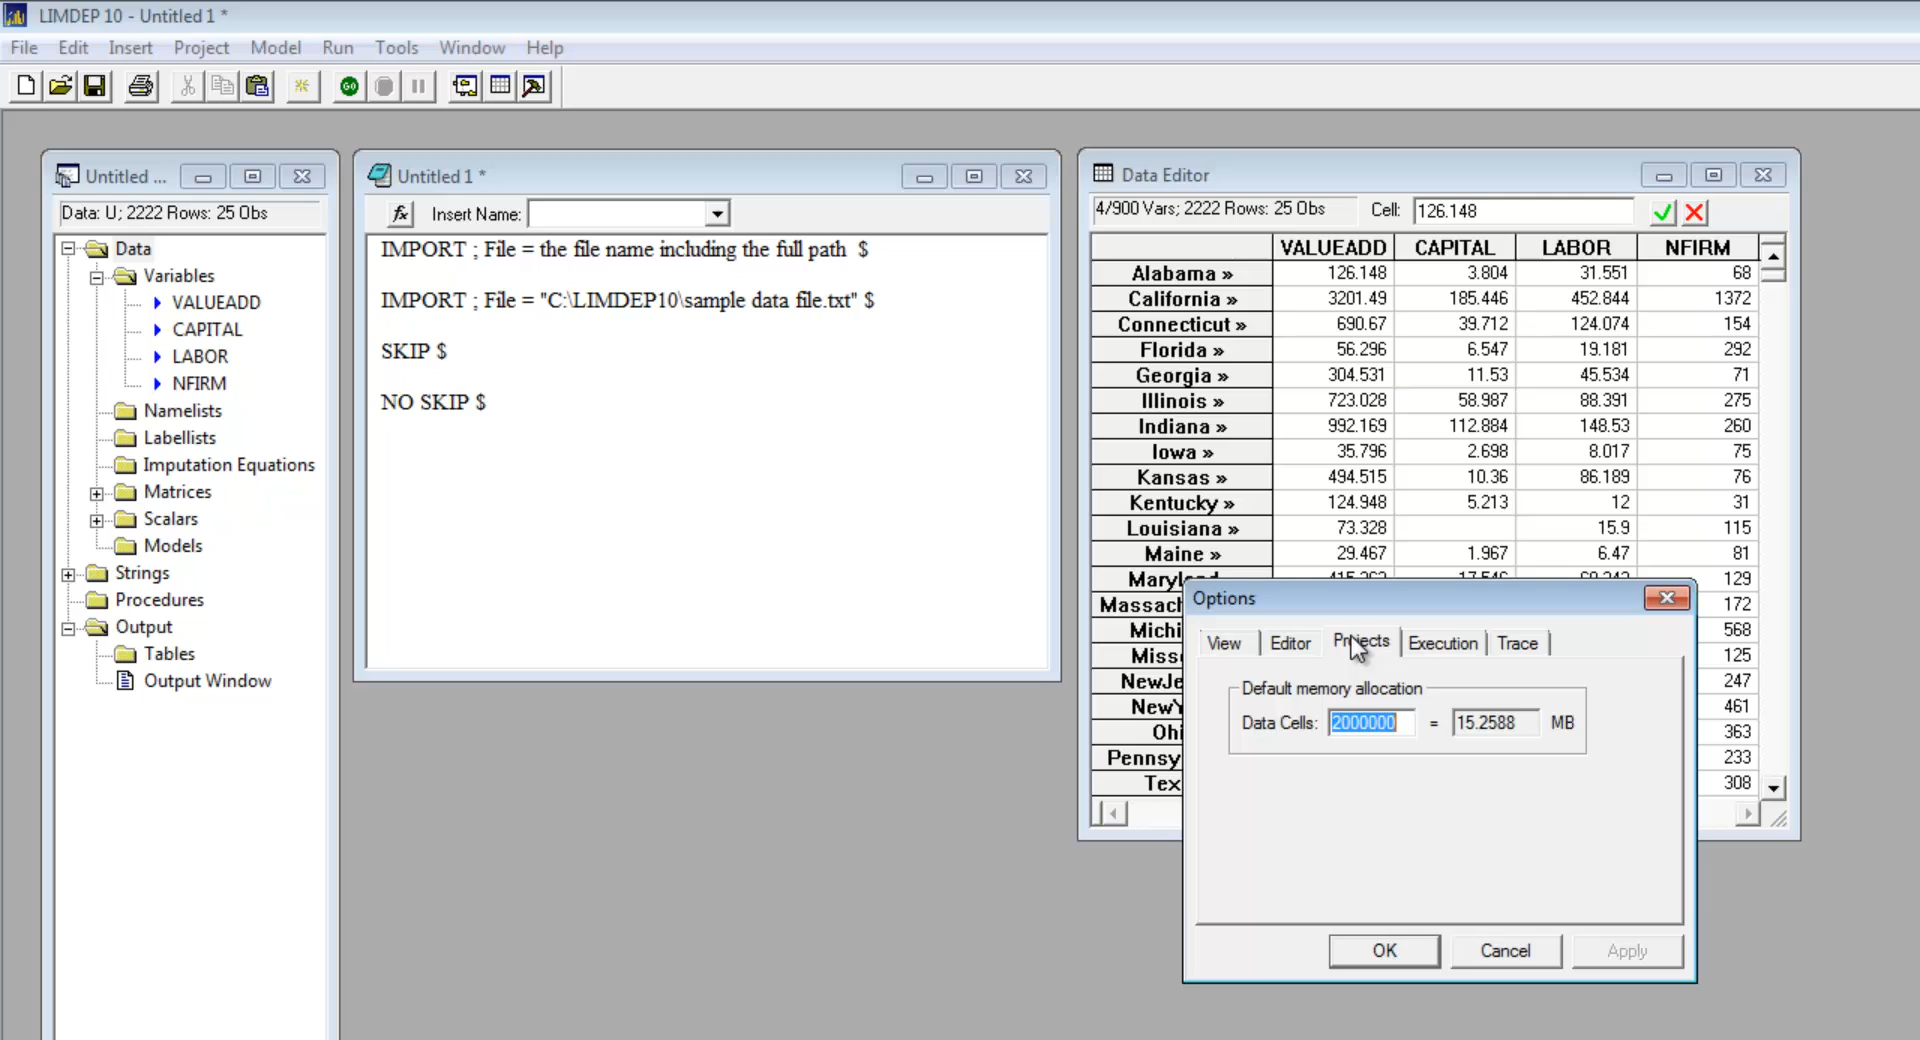 LIMDEP 10 - Untitled 1 *
File Edit Insert Project Model Run Tools Window Help
GO
Untitled ...
Data: U; 2222 Rows: 25 Obs
Data
Variables
VALUEADD
CAPITAL
LABOR
NFIRM
Namelists
Labellists
Imputation Equations
Matrices
Scalars
Models
Strings
Procedures
Output
Tables
Output Window
Untitled 1 *
fx Insert Name:
IMPORT ; File = the file name including the full path $
IMPORT ; File = "C:\LIMDEP10\sample data file.txt" $
SKIP $
NO SKIP $
Data Editor
4/900 Vars; 2222 Rows: 25 Obs Cell: 126.148
VALUEADD CAPITAL LABOR NFIRM
Alabama » 126.148 3.804 31.551 68
California » 3201.49 185.446 452.844 1372
Connecticut » 690.67 39.712 124.074 154
Florida » 56.296 6.547 19.181 292
Georgia » 304.531 11.53 45.534 71
Illinois » 723.028 58.987 88.391 275
Indiana » 992.169 112.884 148.53 260
Iowa » 35.796 2.698 8.017 75
Kansas » 494.515 10.36 86.189 76
Kentucky » 124.948 5.213 12 31
Louisiana » 73.328 15.9 115
Maine » 29.467 1.967 6.47 81
129
Massach 172
Michi 568
Miss 125
NewJe 247
NewY 461
Ohi 363
Pennsy 233
Tex 308
Options
View Editor Projects Execution Trace
Default memory allocation
Data Cells: 2000000 = 15.2588 MB
OK Cancel Apply